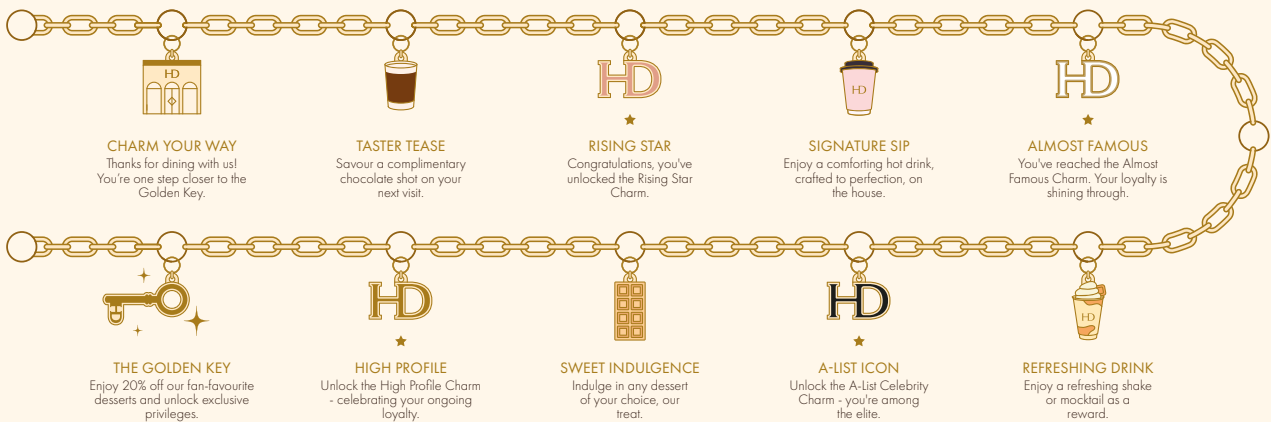 HD
HD
HD
HD
CHARM YOUR WAY
Thanks for dining with us!
You're one step closer to the
Golden Key.
TASTER TEASE
Savour a complimentary
chocolate shot on your
next visit.
RISING STAR
Congratulations, you've
unlocked the Rising Star
Charm.
SIGNATURE SIP
Enjoy a comforting hot drink,
crafted to perfection, on
the house.
ALMOST FAMOUS
You've reached the Almost
Famous Charm. Your loyalty is
shining through.
HD
HD
HD
THE GOLDEN KEY
Enjoy 20% off our fan-favourite
desserts and unlock exclusive
privileges.
HIGH PROFILE
Unlock the High Profile Charm
- celebrating your ongoing
loyalty.
SWEET INDULGENCE
Indulge in any dessert
of your choice, our
treat.
A-LIST ICON
Unlock the A-List Celebrity
Charm - you're among
the elite.
REFRESHING DRINK
Enjoy a refreshing shake
or mocktail as a
reward.